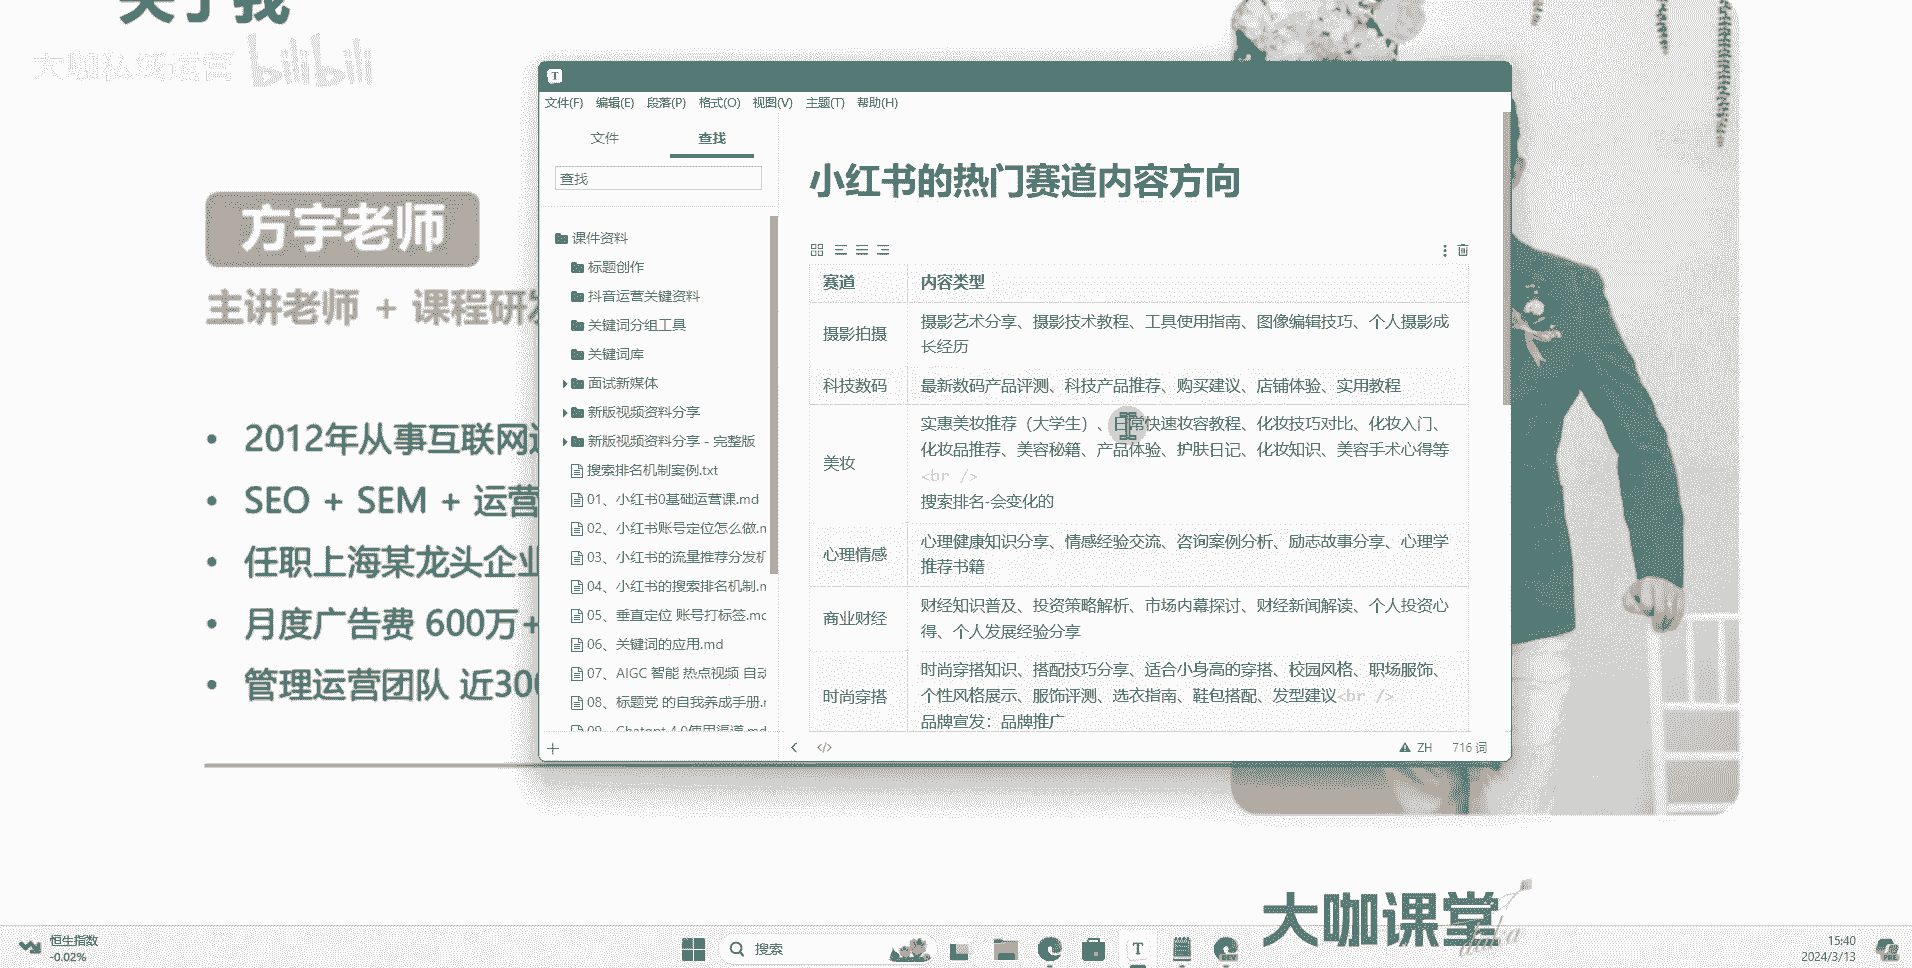 关于我
大咖私域运营 bilibili
方宇老师
主讲老师 + 课程研发
• 2012年从事互联网运
• SEO + SEM + 运营
• 任职上海某龙头企业
• 月度广告费 600万+
• 管理运营团队 近300
文件(F) 编辑(E) 段落(P) 格式(O) 视图(V) 主题(T) 帮助(H)
文件 查找
查找
课件资料
标题创作
抖音运营关键资料
关键词分组工具
关键词库
面试新媒体
新版视频资料分享
新版视频资料分享 - 完整版
搜索排名机制案例.txt
01、小红书0基础运营课.md
02、小红书账号定位怎么做.m
03、小红书的流量推荐分发机
04、小红书的搜索排名机制.m
05、垂直定位 账号打标签.md
06、关键词的应用.md
07、AIGC 智能 热点视频 自动
08、标题党 的自我养成手册.m
09、Chatgpt 4.0使用渠道.md
小红书的热门赛道内容方向
赛道 内容类型
摄影拍摄 摄影艺术分享、摄影技术教程、工具使用指南、图像编辑技巧、个人摄影成
长经历
科技数码 最新数码产品评测、科技产品推荐、购买建议、店铺体验、实用教程
美妆 实惠美妆推荐（大学生）、日常快速妆容教程、化妆技巧对比、化妆入门、
化妆品推荐、美容秘籍、产品体验、护肤日记、化妆知识、美容手术心得等
<br />
搜索排名-会变化的
心理情感 心理健康知识分享、情感经验交流、咨询案例分析、励志故事分享、心理学
推荐书籍
商业财经 财经知识普及、投资策略解析、市场内幕探讨、财经新闻解读、个人投资心
得、个人发展经验分享
时尚穿搭 时尚穿搭知识、搭配技巧分享、适合小身高的穿搭、校园风格、职场服饰、
个性风格展示、服饰评测、选衣指南、鞋包搭配、发型建议<br />
品牌宣发：品牌推广
ZH 716 词
大咖课堂
daka
恒生指数
-0.02%
搜索
15:40
2024/3/13